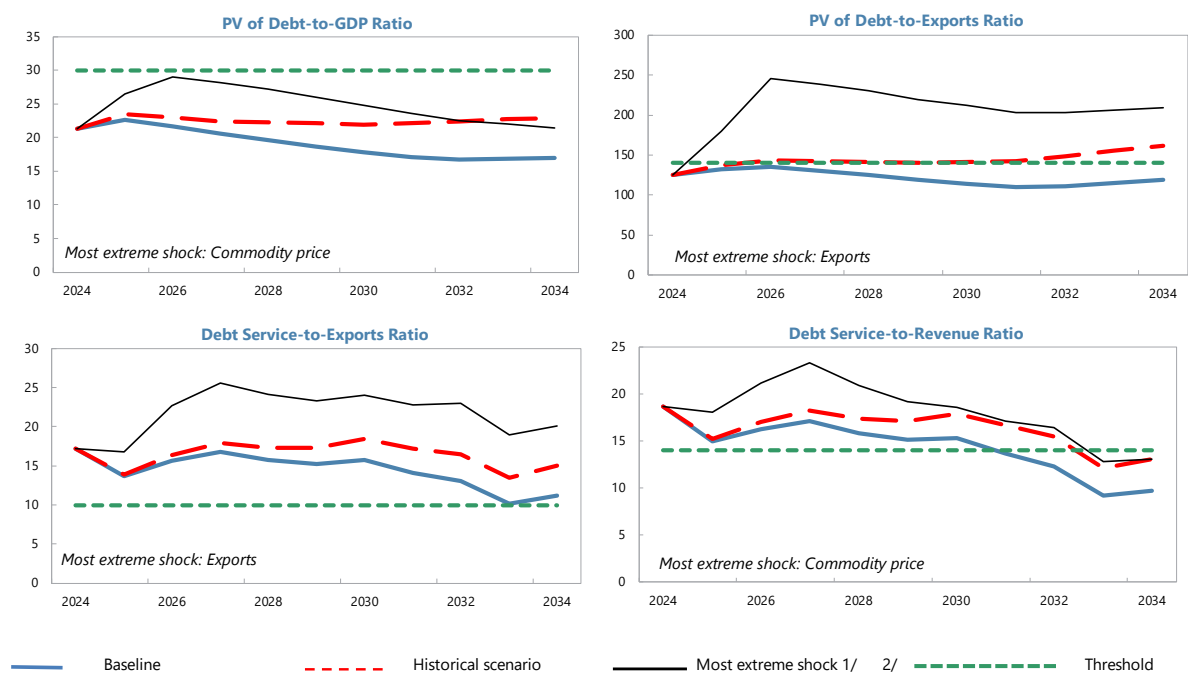 PV of Debt-to-GDP Ratio
35
30
25
20
15
10
5
0
Most extreme shock: Commodity price
2024 2026 2028 2030 2032 2034
PV of Debt-to-Exports Ratio
300
250
200
150
100
50
0
Most extreme shock: Exports
2024 2026 2028 2030 2032 2034
Debt Service-to-Exports Ratio
30
25
20
15
10
5
0
Most extreme shock: Exports
2024 2026 2028 2030 2032 2034
Debt Service-to-Revenue Ratio
25
20
15
10
5
0
Most extreme shock: Commodity price
2024 2026 2028 2030 2032 2034
Baseline Historical scenario Most extreme shock 1/ 2/ Threshold